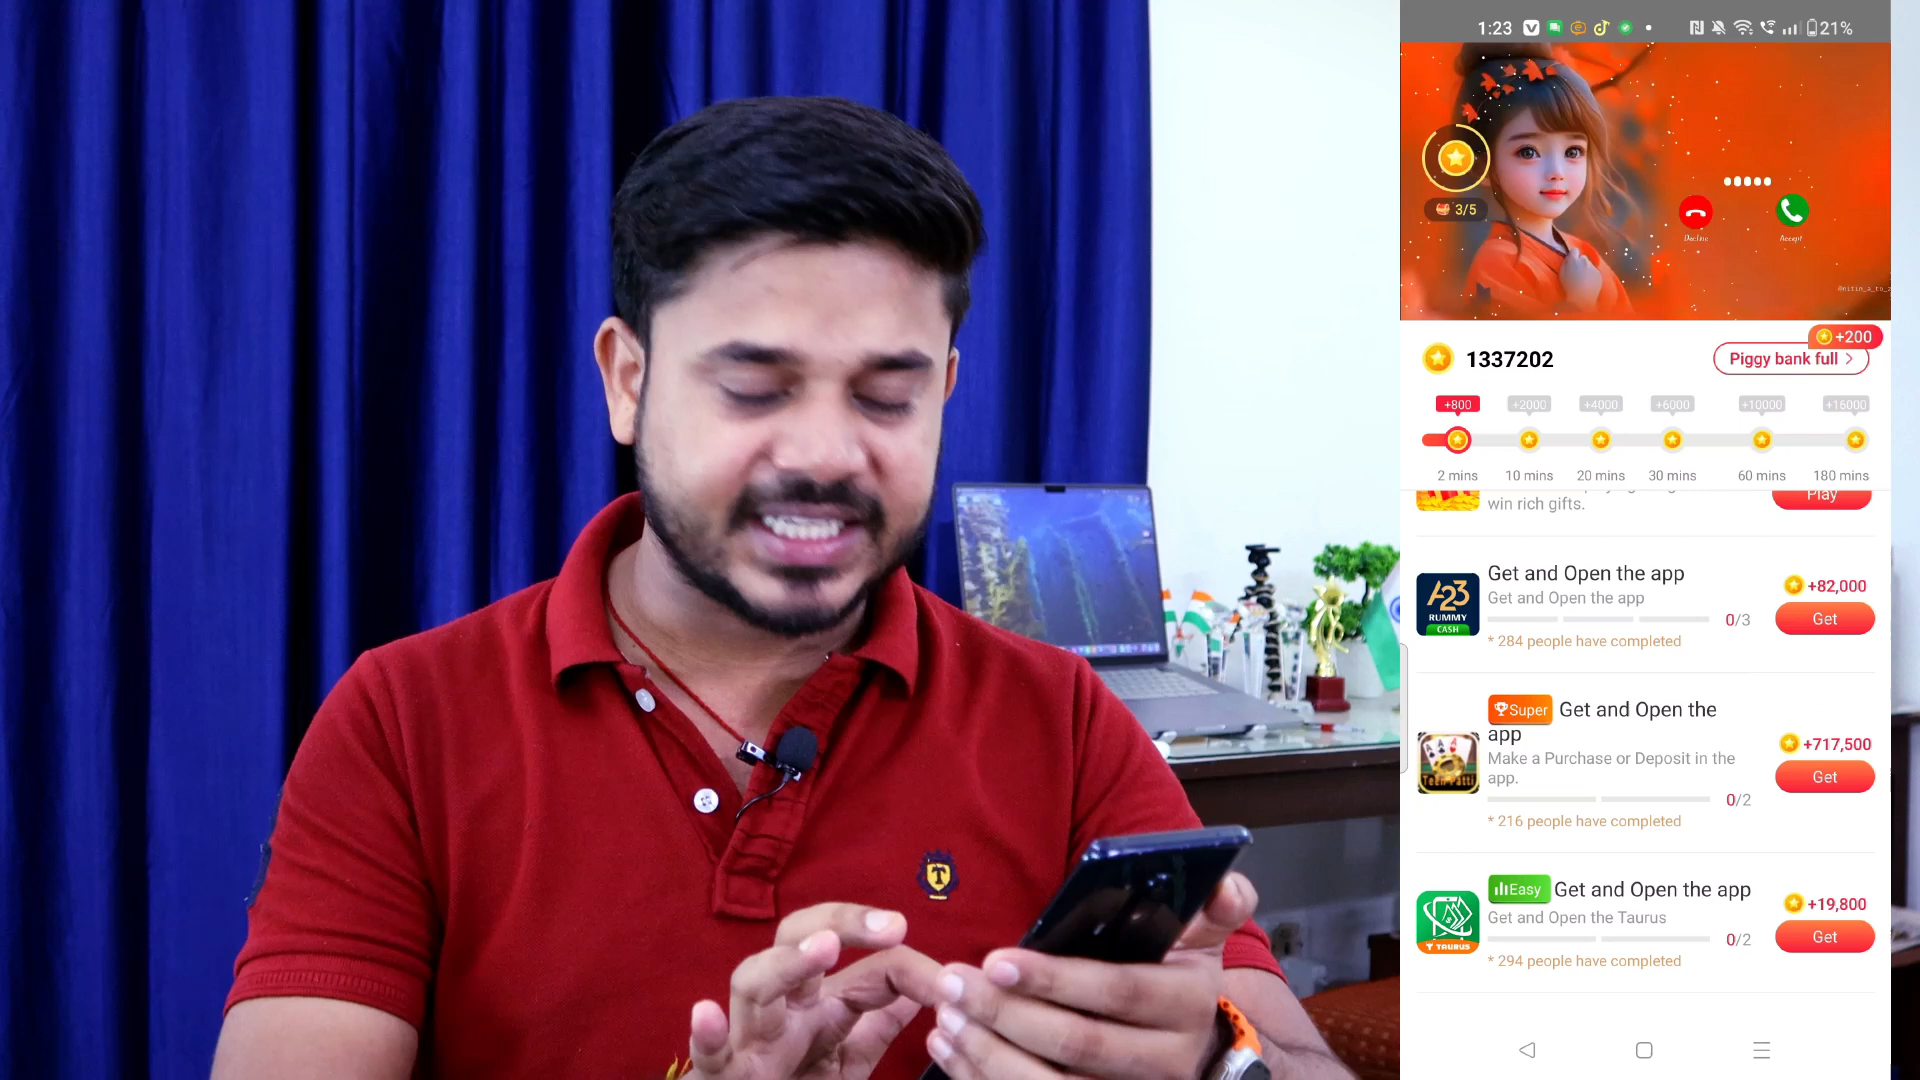 1:23
21%
3/5
Decline
Accept
+200
1337202
Piggy bank full >
+800
+2000
+4000
+6000
+10000
+16000
2 mins
10 mins
20 mins
30 mins
60 mins
180 mins
win rich gifts.
Play
Get and Open the app
+82,000
Get and Open the app
A23
RUMMY
CASH
0/3
Get
* 284 people have completed
Super Get and Open the
app
+717,500
Make a Purchase or Deposit in the
app.
Teen Patti
Get
0/2
* 216 people have completed
Easy Get and Open the app
+19,800
Get and Open the Taurus
TAURUS
0/2
Get
* 294 people have completed
T